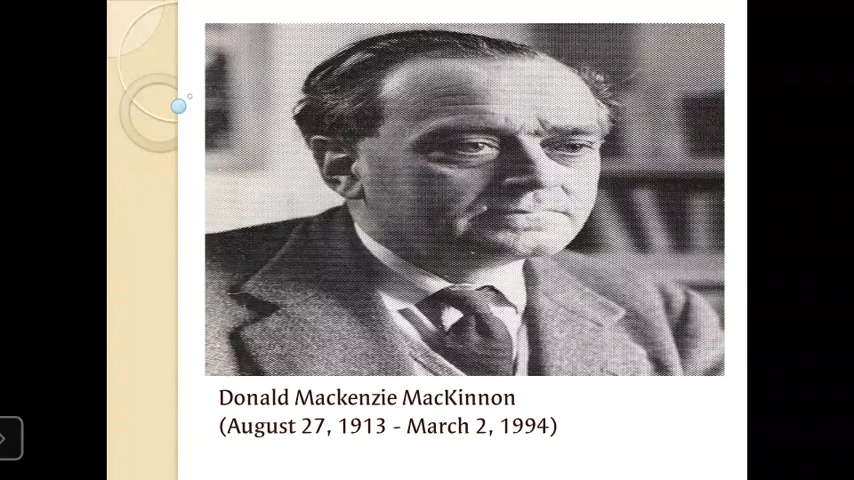 Donald Mackenzie MacKinnon
(August 27, 1913 - March 2, 1994)